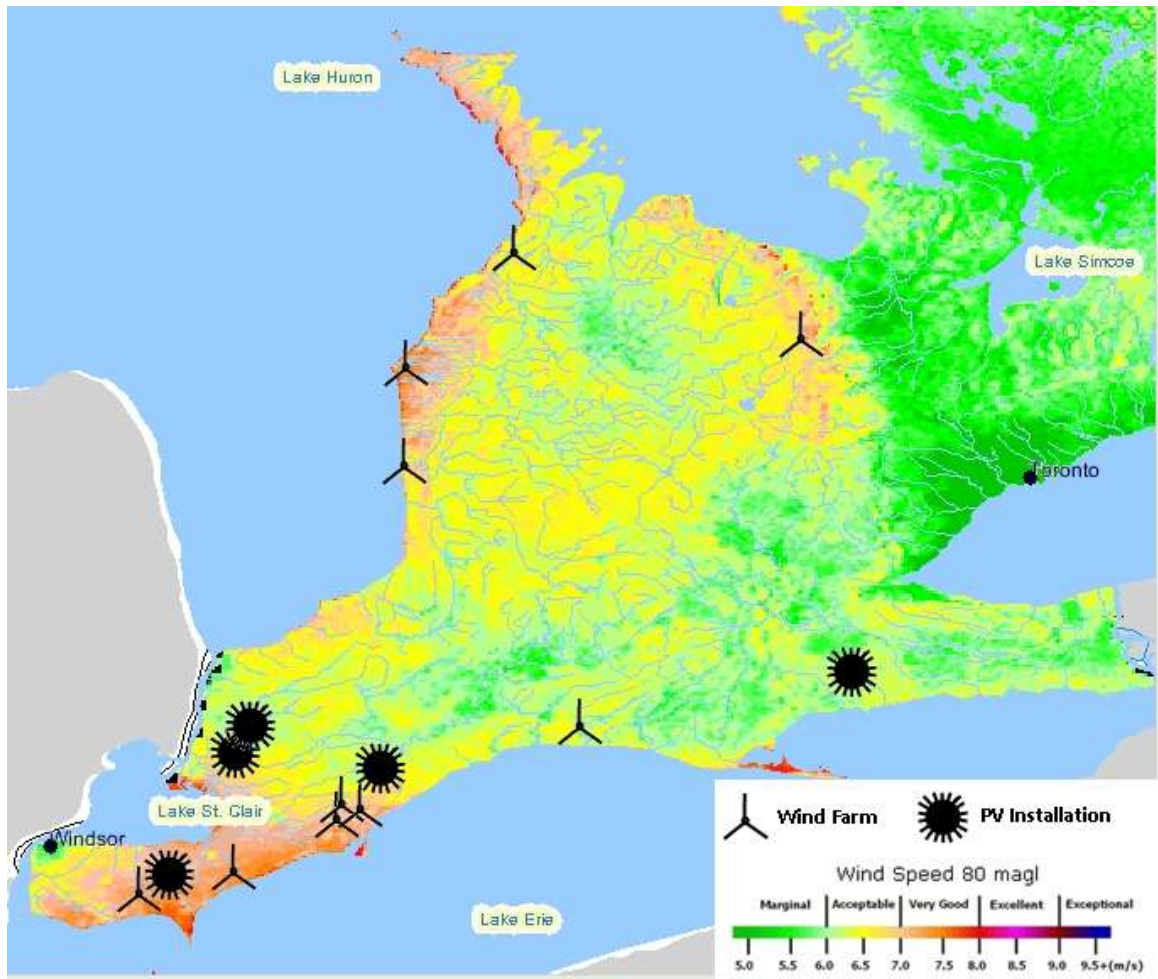 Lake Huron
Lake Simcoe
Toronto
Lake St. Clair
Windsor
Lake Erie
Wind Farm
PV Installation
Wind Speed 80 magl
Marginal Acceptable Very Good Excellent Exceptional
5.0 5.5 6.0 6.5 7.0 7.5 8.0 8.5 9.0 9.5+(m/s)